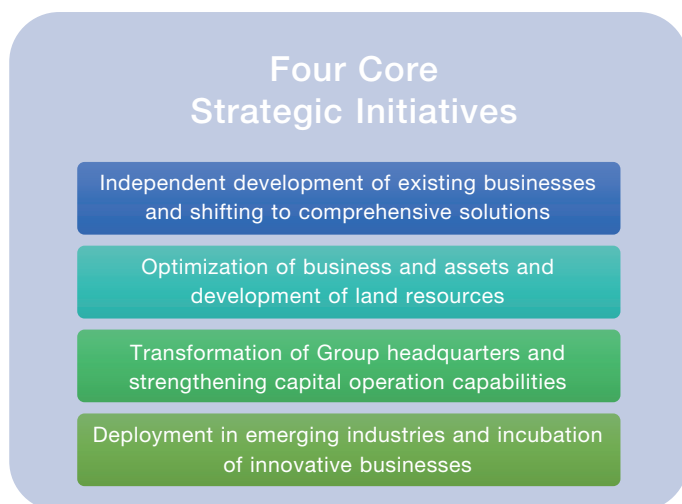 Four Core
Strategic Initiatives
Independent development of existing businesses
and shifting to comprehensive solutions
Optimization of business and assets and
development of land resources
Transformation of Group headquarters and
strengthening capital operation capabilities
Deployment in emerging industries and incubation
of innovative businesses